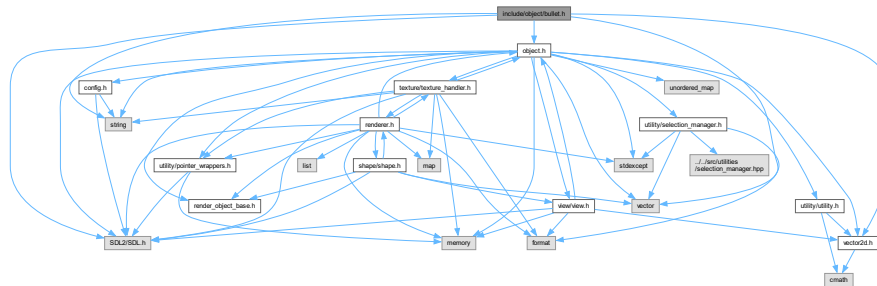 include/object/bullet.h
object.h
config.h
texture/texture_handler.h
unordered_map
string
renderer.h
utility/selection_manager.h
utility/pointer_wrappers.h
list
shape/shape.h
map
stdexcept
../../src/utilities
/selection_manager.hpp
render_object_base.h
view/view.h
vector
utility/utility.h
SDL2/SDL.h
memory
format
vector2d.h
cmath